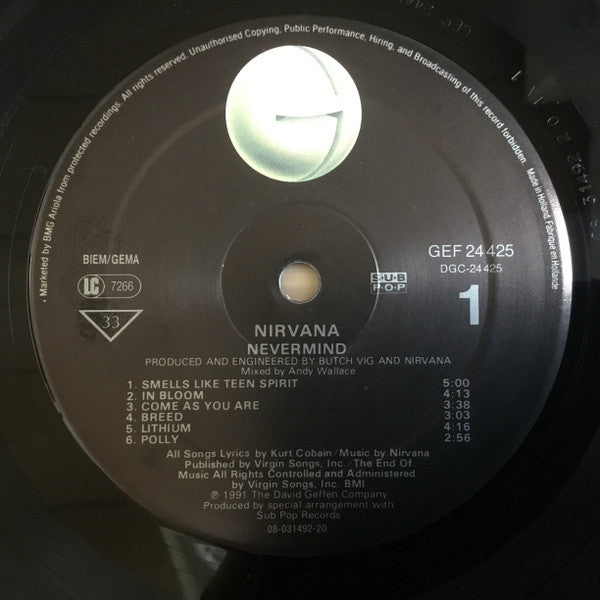 • Marketed by BMG Ariola from protected recordings. All rights reserved. Unauthorised Copying, Public Performance, Hiring, and Broadcasting of this record forbidden. Made in Holland. Fabrique en Hollande
BIEM/GEMA
LC 7266
33
SUB
POP
GEF 24425
DGC-24425
1
NIRVANA
NEVERMIND
PRODUCED AND ENGINEERED BY BUTCH VIG AND NIRVANA
Mixed by Andy Wallace
1. SMELLS LIKE TEEN SPIRIT 5:00
2. IN BLOOM 4:13
3. COME AS YOU ARE 3:38
4. BREED 3:03
5. LITHIUM 4:16
6. POLLY 2:56
All Songs Lyrics by Kurt Cobain/Music by Nirvana
Published by Virgin Songs, Inc./The End Of
Music All Rights Controlled and Administered
by Virgin Songs, Inc. BMI
℗ 1991 The David Geffen Company
Produced by special arrangement with
Sub Pop Records
08-031492-20